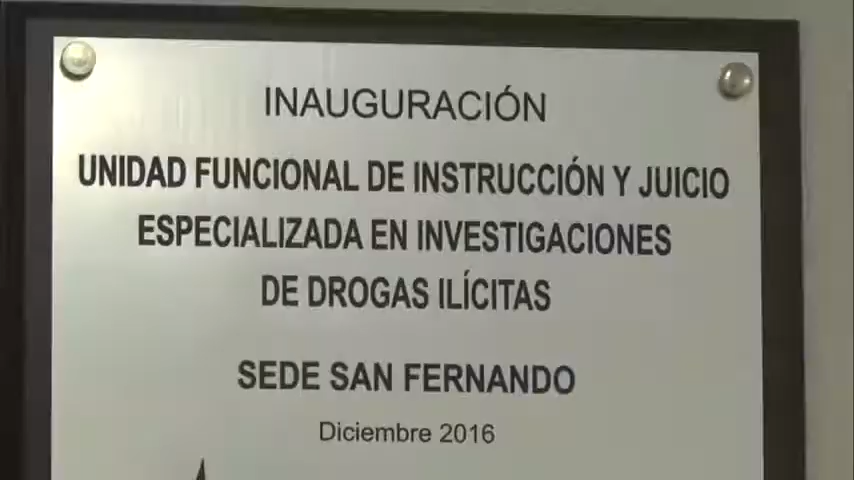 INAUGURACIÓN
UNIDAD FUNCIONAL DE INSTRUCCIÓN Y JUICIO
ESPECIALIZADA EN INVESTIGACIONES
DE DROGAS ILÍCITAS
SEDE SAN FERNANDO
Diciembre 2016